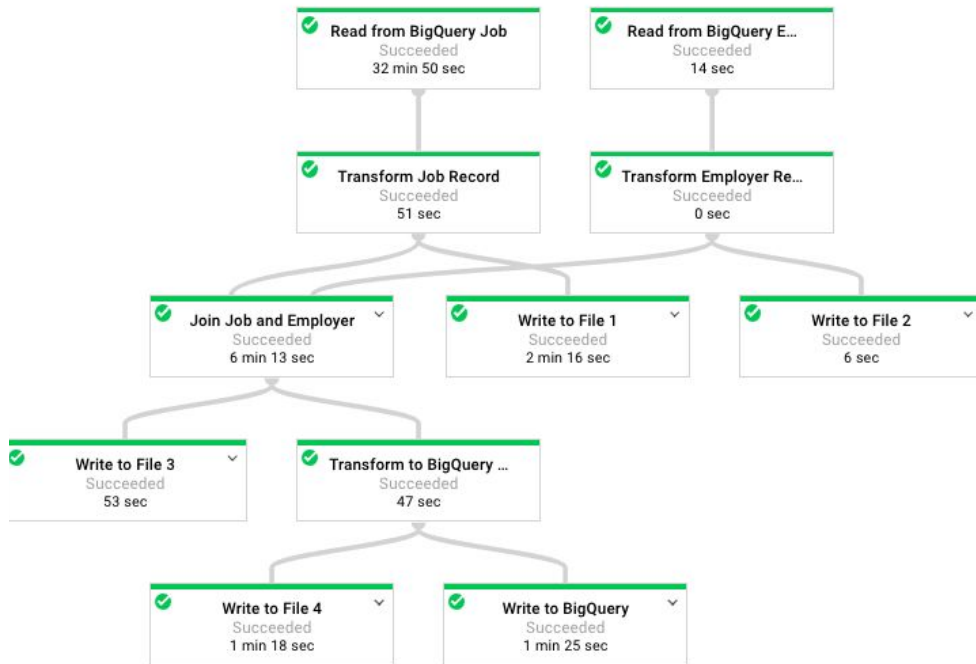 Read from BigQuery Job
Succeeded
32 min 50 sec
Read from BigQuery E...
Succeeded
14 sec
Transform Job Record
Succeeded
51 sec
Transform Employer Re...
Succeeded
0 sec
Join Job and Employer
Succeeded
6 min 13 sec
Write to File 1
Succeeded
2 min 16 sec
Write to File 2
Succeeded
6 sec
Write to File 3
Succeeded
53 sec
Transform to BigQuery ...
Succeeded
47 sec
Write to File 4
Succeeded
1 min 18 sec
Write to BigQuery
Succeeded
1 min 25 sec